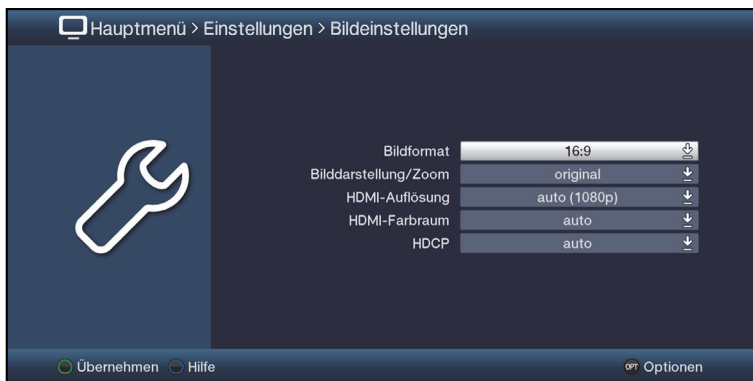 Hauptmenü > Einstellungen > Bildeinstellungen
Bildformat 16:9
Bilddarstellung/Zoom original
HDMI-Auflösung auto (1080p)
HDMI-Farbraum auto
HDCP auto
Übernehmen Hilfe OPT Optionen